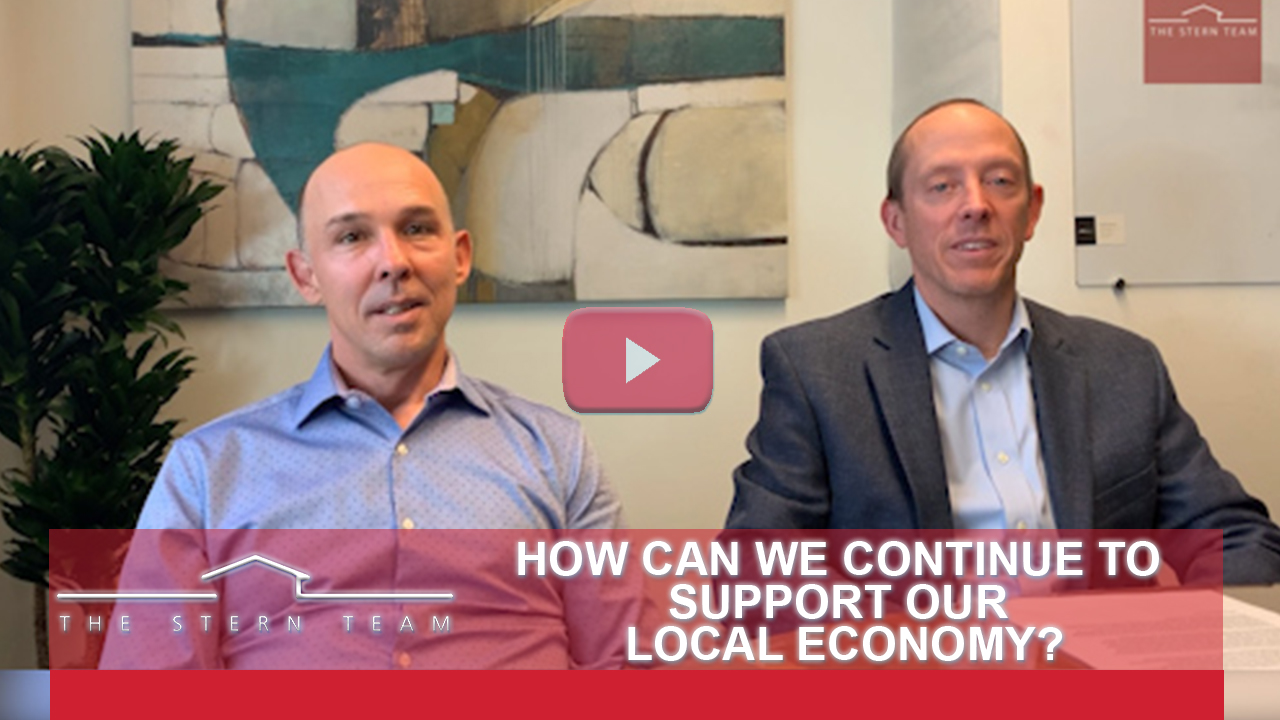 THE STERN TEAM
HOW CAN WE CONTINUE TO
SUPPORT OUR
LOCAL ECONOMY?
THE STERN TEAM